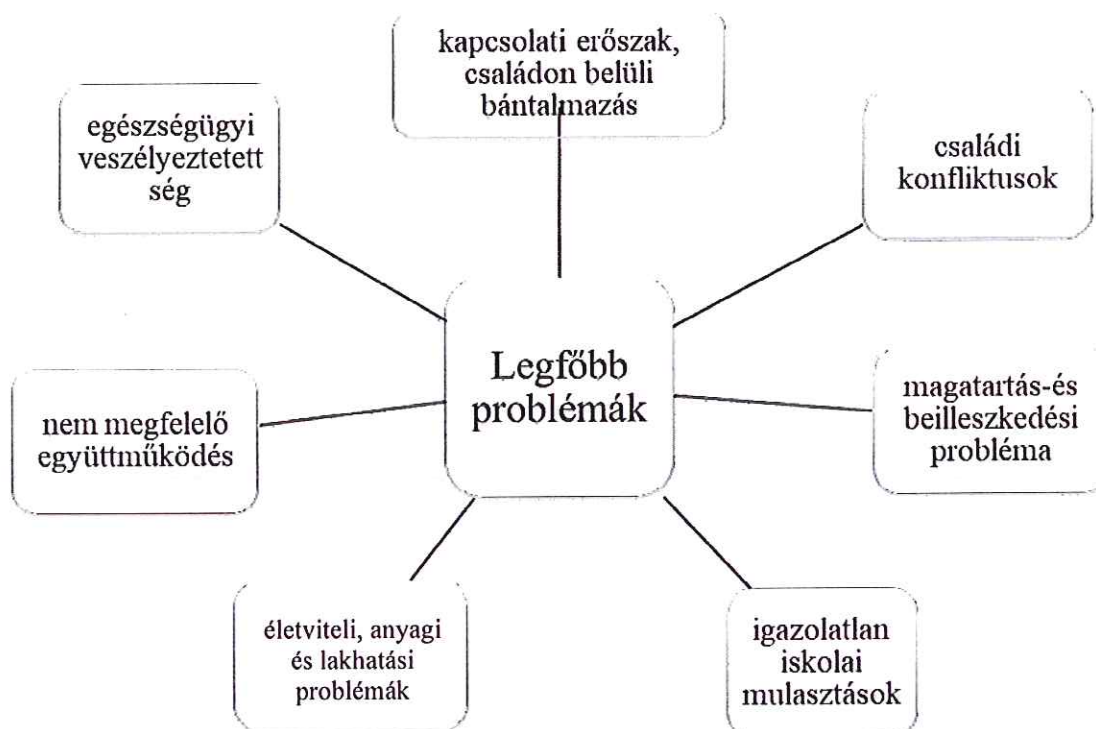 kapcsolati erőszak,
családon belüli
bántalmazás
egészségügyi
veszélyeztetett
ség
családi
konfliktusok
Legfőbb
problémák
nem megfelelő
együttműködés
magatartás-és
beilleszkedési
probléma
életviteli, anyagi
és lakhatási
problémák
igazolatlan
iskolai
mulasztások